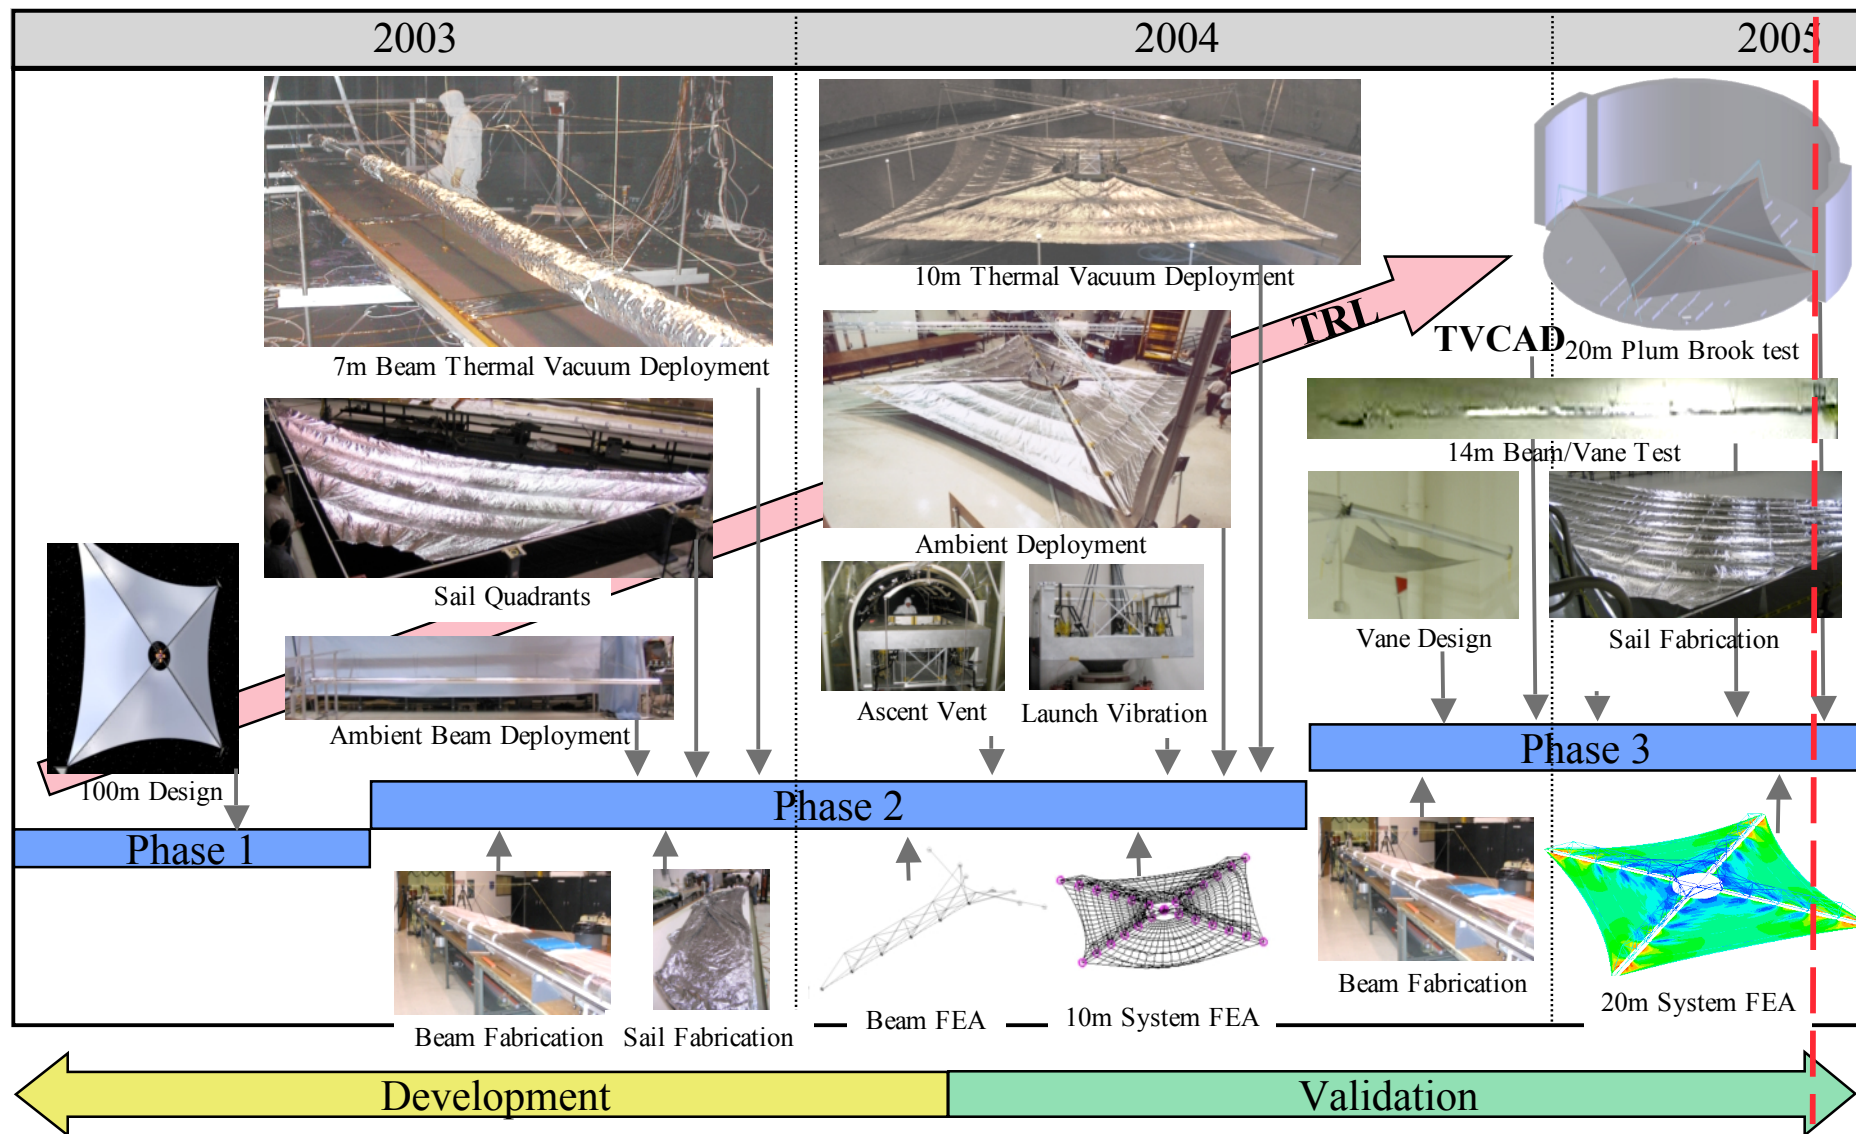 2003
2004
2005
7m Beam Thermal Vacuum Deployment
10m Thermal Vacuum Deployment
TRL
TVCAD
20m Plum Brook test
14m Beam/Vane Test
Sail Quadrants
Ambient Deployment
Vane Design
Sail Fabrication
Ascent Vent
Launch Vibration
Ambient Beam Deployment
100m Design
Phase 3
Phase 2
Phase 1
Beam Fabrication
Sail Fabrication
Beam FEA
10m System FEA
Beam Fabrication
20m System FEA
Development
Validation